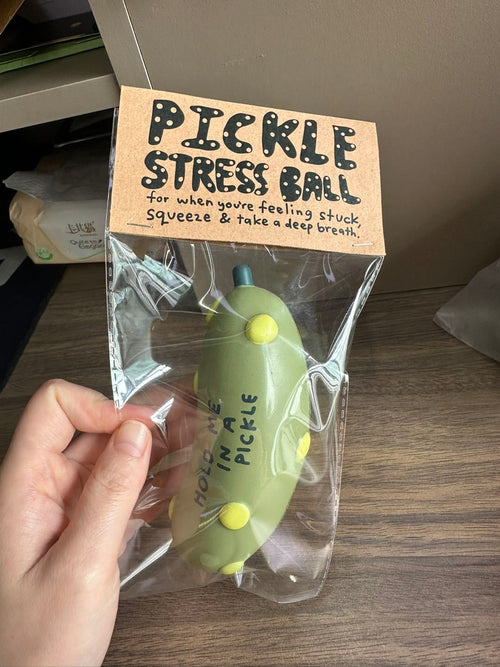 PICKLE
STRESS BALL
for when you're feeling stuck,
squeeze & take a deep breath.
HOLD ME
IN A
PICKLE